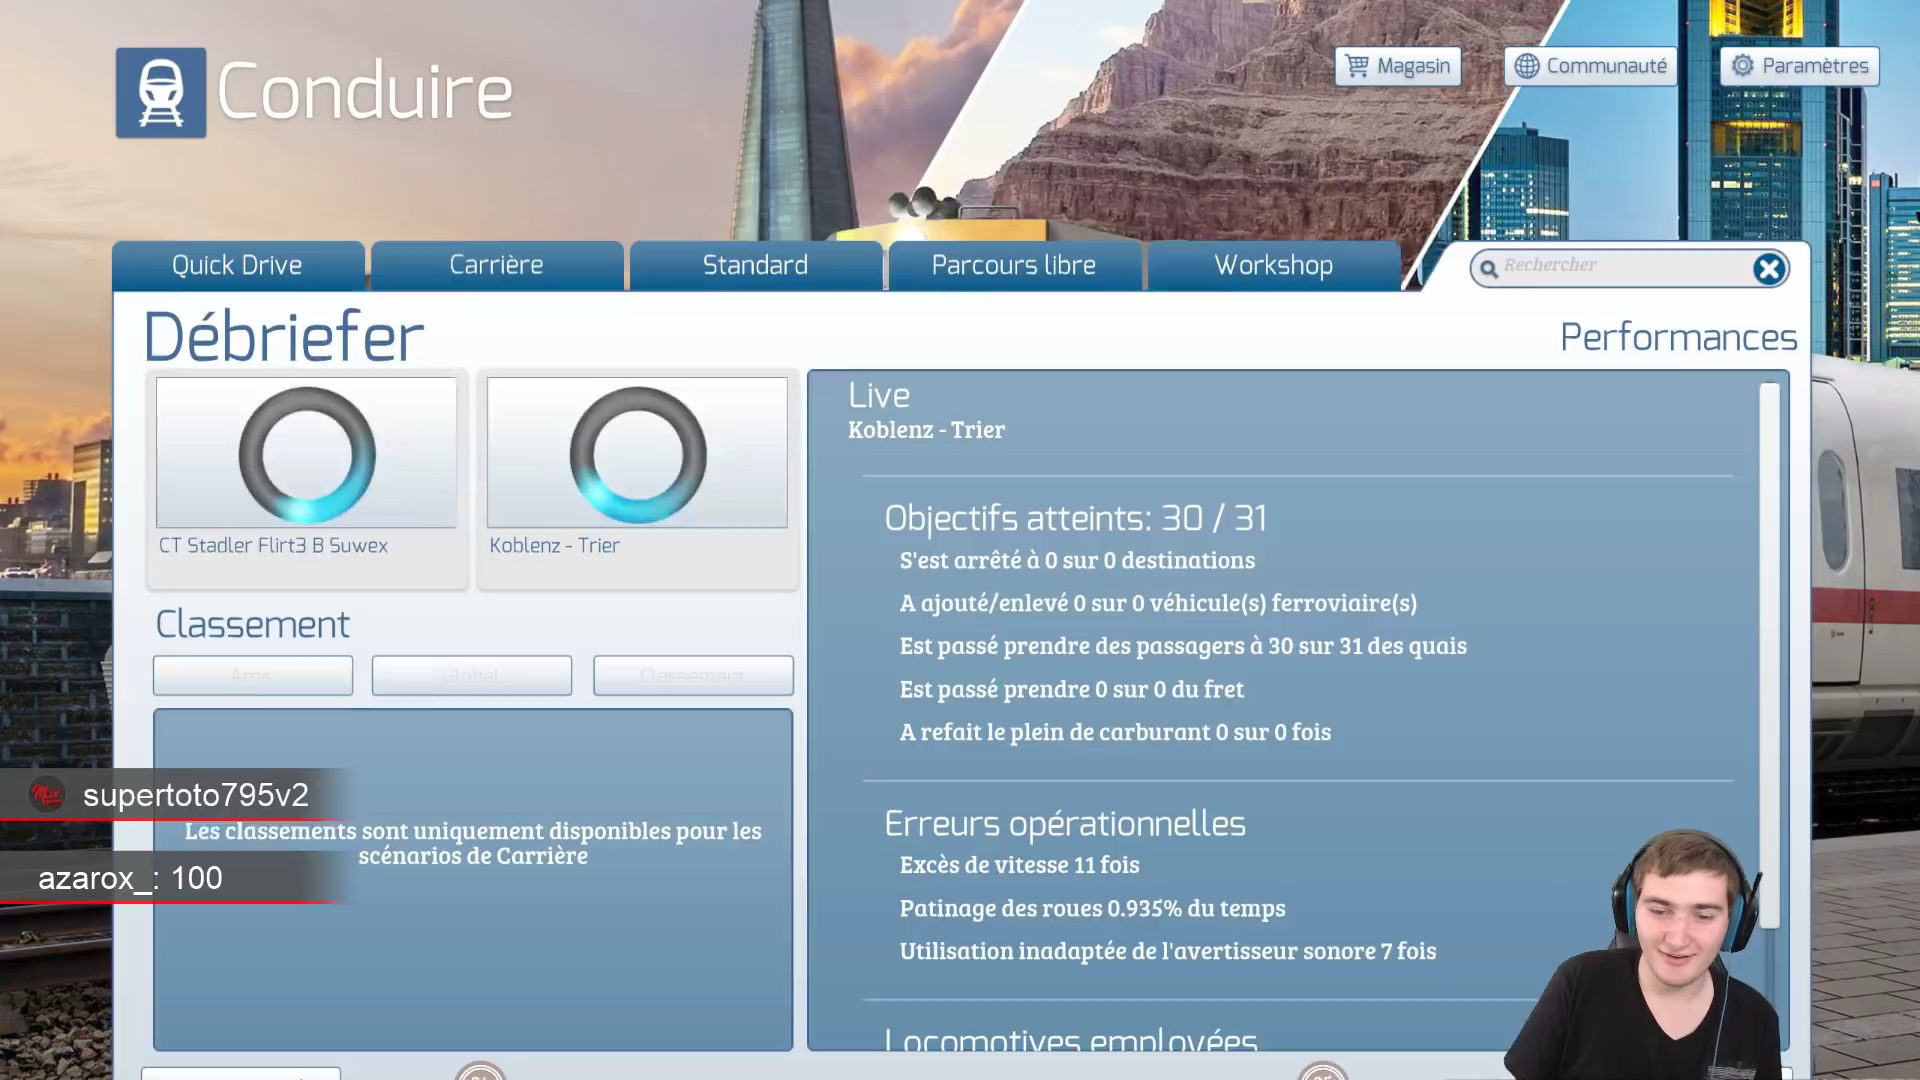 Conduire
Magasin
Communauté
Paramètres
Quick Drive
Carrière
Standard
Parcours libre
Workshop
Rechercher
Débriefer
Performances
CT Stadler Flirt3 B Suwex
Koblenz - Trier
Live
Koblenz - Trier
Objectifs atteints: 30 / 31
S'est arrêté à 0 sur 0 destinations
A ajouté/enlevé 0 sur 0 véhicule(s) ferroviaire(s)
Est passé prendre des passagers à 30 sur 31 des quais
Est passé prendre 0 sur 0 du fret
A refait le plein de carburant 0 sur 0 fois
Erreurs opérationnelles
Excès de vitesse 11 fois
Patinage des roues 0.935% du temps
Utilisation inadaptée de l'avertisseur sonore 7 fois
Locomotives employées
Classement
Amis
Global
Classement
Les classements sont uniquement disponibles pour les
scénarios de Carrière
supertoto795v2
azarox_: 100